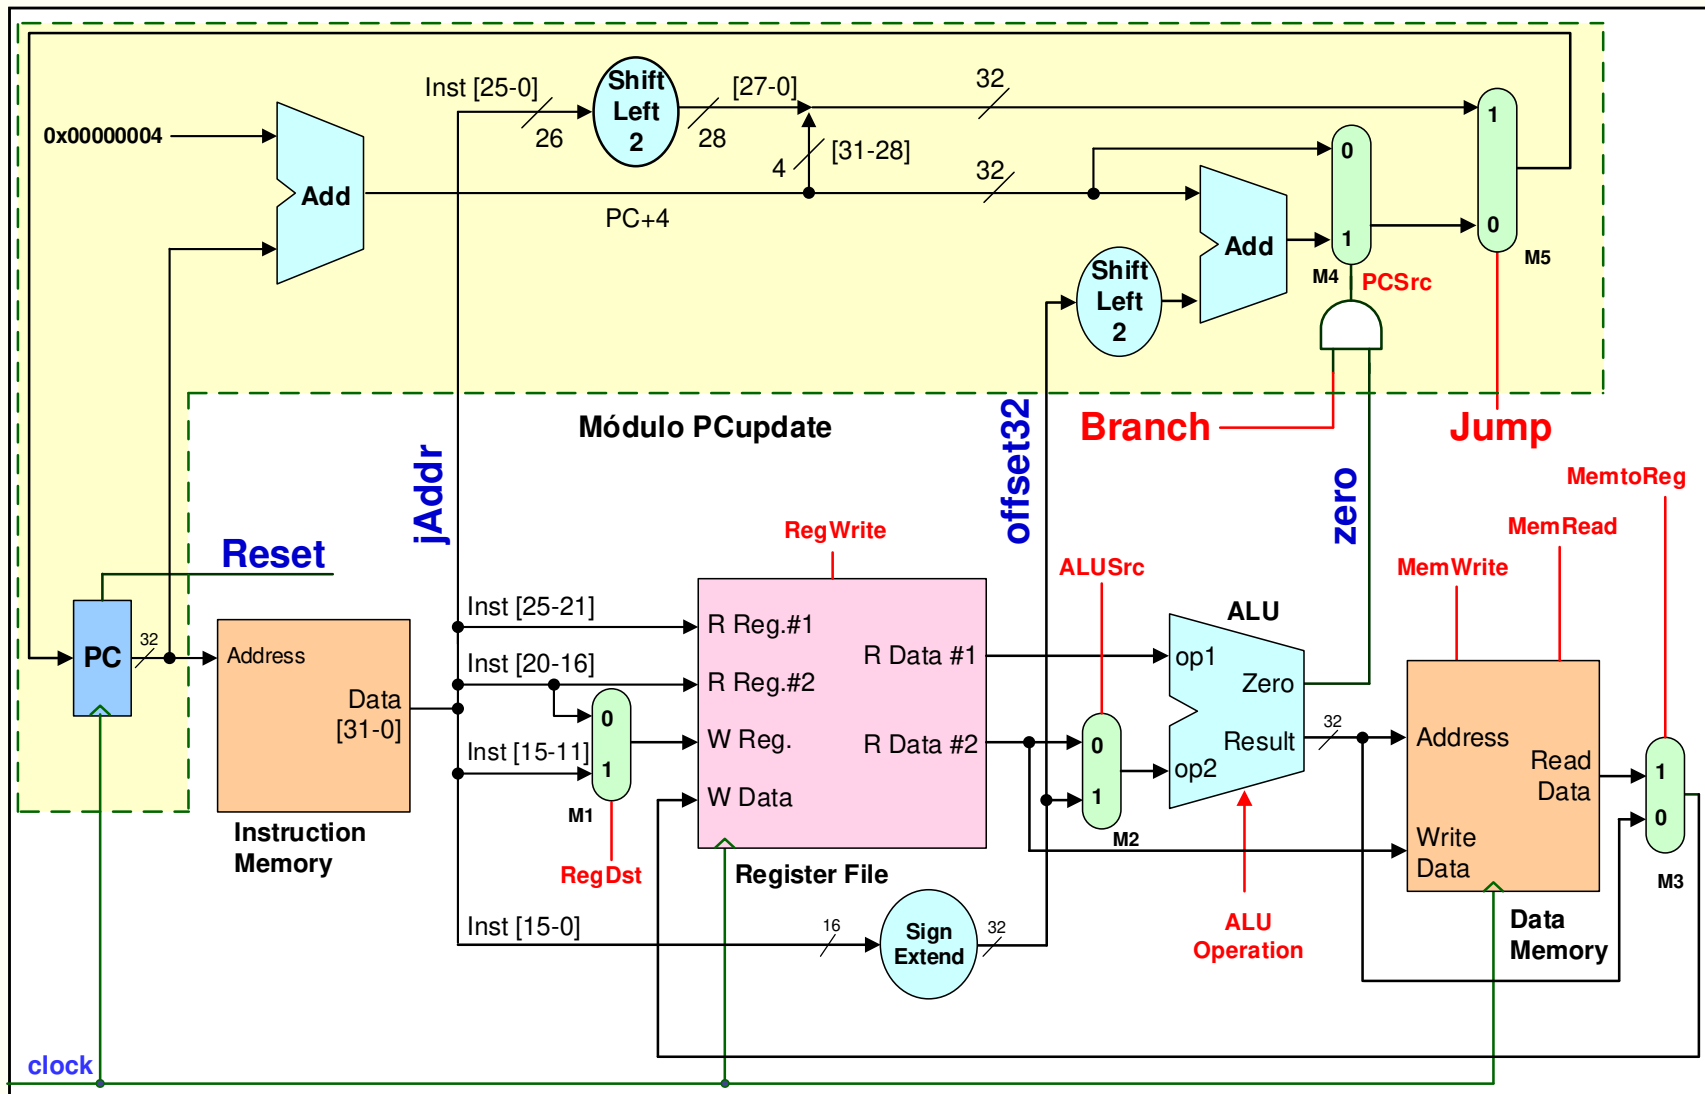 Inst [25-0]
26
Shift
Left
2
28
[27-0]
4
[31-28]
32
1
0
M5
0x00000004
Add
PC+4
32
0
1
M4
PCSrc
Add
Shift
Left
2
Módulo PCupdate
Branch
Jump
jAddr
offset32
zero
Reset
PC
32
Address
Data
[31-0]
Instruction
Memory
Inst [25-21]
Inst [20-16]
Inst [15-11]
0
1
M1
RegDst
RegWrite
R Reg.#1
R Reg.#2
W Reg.
W Data
R Data #1
R Data #2
Register File
Inst [15-0]
16
Sign
Extend
32
ALUSrc
0
1
M2
ALU
op1
op2
Zero
Result
32
ALU
Operation
MemtoReg
MemRead
MemWrite
Address
Read
Data
Write
Data
Data
Memory
1
0
M3
clock